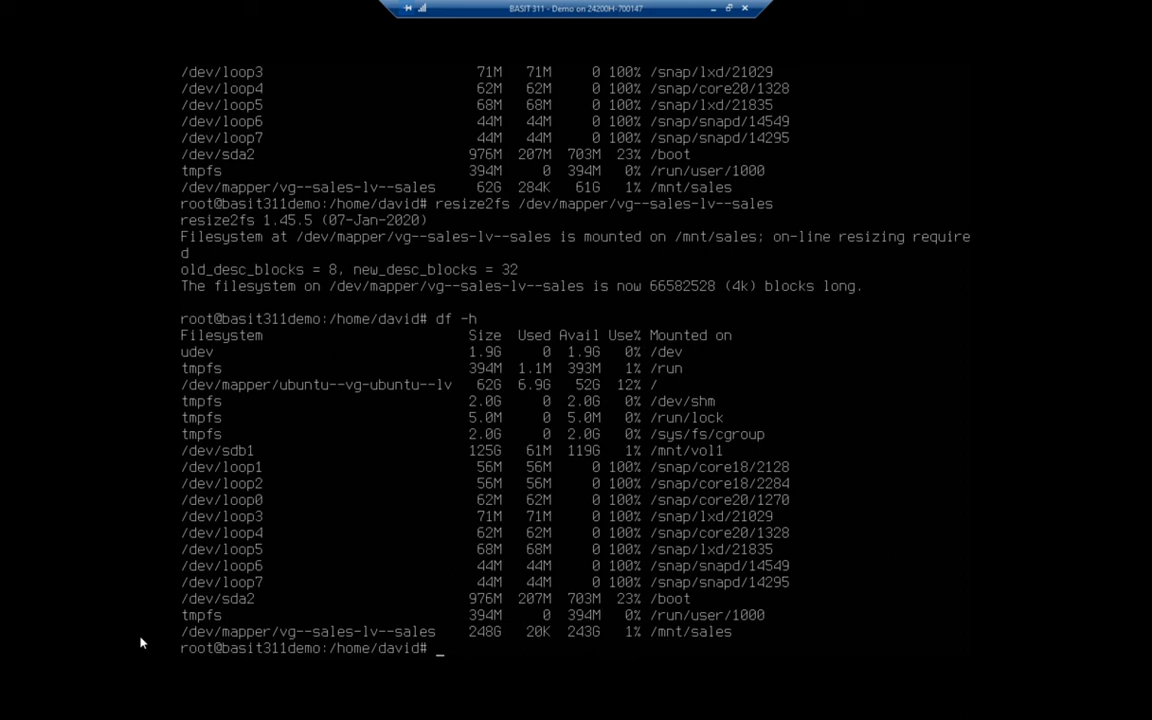 BASIT 311 - Demo on 24200H-700147
/dev/loop3 71M 71M 0 100% /snap/lxd/21029
/dev/loop4 62M 62M 0 100% /snap/core20/1328
/dev/loop5 68M 68M 0 100% /snap/lxd/21835
/dev/loop6 44M 44M 0 100% /snap/snapd/14549
/dev/loop7 44M 44M 0 100% /snap/snapd/14295
/dev/sda2 976M 207M 703M 23% /boot
tmpfs 394M 0 394M 0% /run/user/1000
/dev/mapper/vg--sales-lv--sales 62G 284K 61G 1% /mnt/sales
root@basit311demo:/home/david# resize2fs /dev/mapper/vg--sales-lv--sales
resize2fs 1.45.5 (07-Jan-2020)
Filesystem at /dev/mapper/vg--sales-lv--sales is mounted on /mnt/sales; on-line resizing require
d
old_desc_blocks = 8, new_desc_blocks = 32
The filesystem on /dev/mapper/vg--sales-lv--sales is now 66582528 (4k) blocks long.
root@basit311demo:/home/david# df -h
Filesystem Size Used Avail Use% Mounted on
udev 1.9G 0 1.9G 0% /dev
tmpfs 394M 1.1M 393M 1% /run
/dev/mapper/ubuntu--vg-ubuntu--lv 62G 6.9G 52G 12% /
tmpfs 2.0G 0 2.0G 0% /dev/shm
tmpfs 5.0M 0 5.0M 0% /run/lock
tmpfs 2.0G 0 2.0G 0% /sys/fs/cgroup
/dev/sdb1 125G 61M 119G 1% /mnt/vol1
/dev/loop1 56M 56M 0 100% /snap/core18/2128
/dev/loop2 56M 56M 0 100% /snap/core18/2284
/dev/loop0 62M 62M 0 100% /snap/core20/1270
/dev/loop3 71M 71M 0 100% /snap/lxd/21029
/dev/loop4 62M 62M 0 100% /snap/core20/1328
/dev/loop5 68M 68M 0 100% /snap/lxd/21835
/dev/loop6 44M 44M 0 100% /snap/snapd/14549
/dev/loop7 44M 44M 0 100% /snap/snapd/14295
/dev/sda2 976M 207M 703M 23% /boot
tmpfs 394M 0 394M 0% /run/user/1000
/dev/mapper/vg--sales-lv--sales 248G 20K 243G 1% /mnt/sales
root@basit311demo:/home/david# _